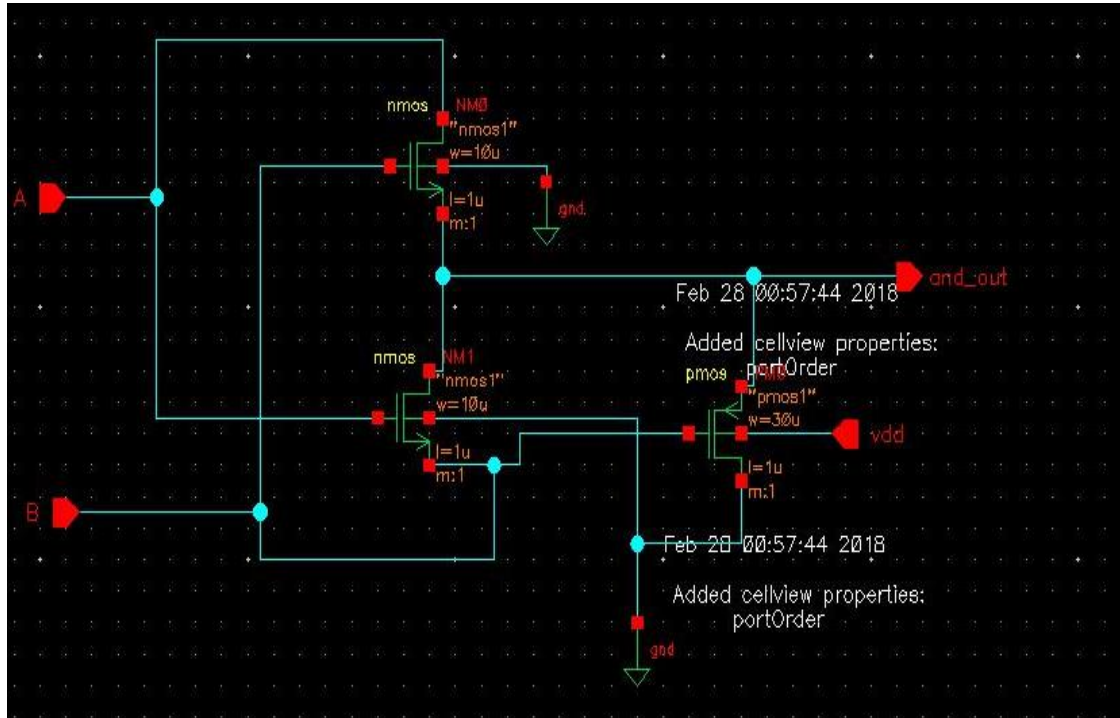 nmos NM0
"nmos1"
w=10u
l=1u
m:1
gnd
A
and_out
Feb 28 00:57:44 2018
Added cellview properties:
portOrder
nmos NM1
"nmos1"
w=10u
l=1u
m:1
pmos PM0
"pmos1"
w=30u
l=1u
m:1
vdd
B
Feb 28 00:57:44 2018
Added cellview properties:
portOrder
gnd